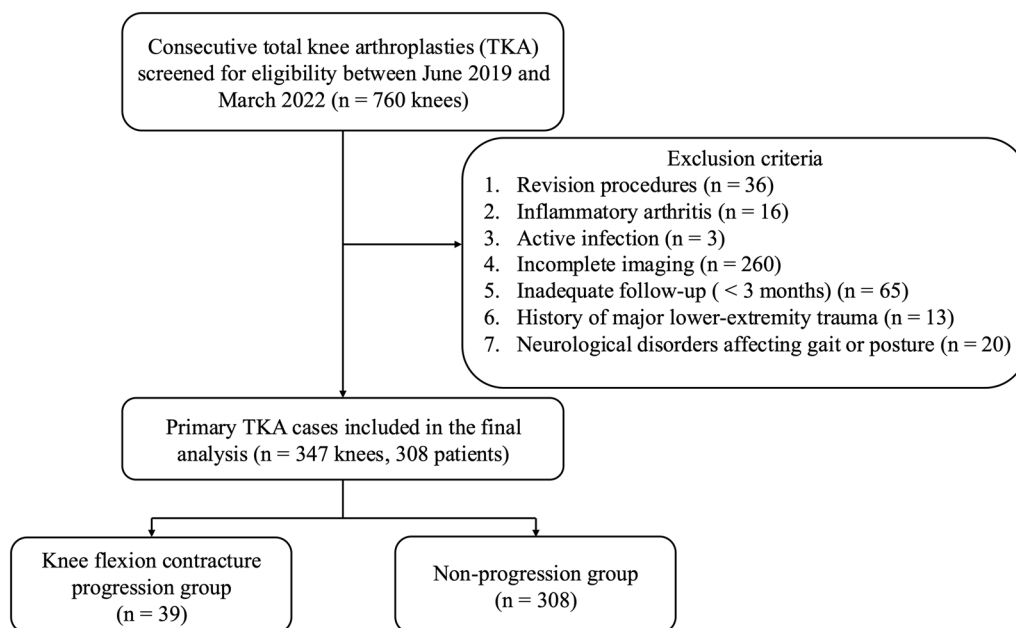 Consecutive total knee arthroplasties (TKA)
screened for eligibility between June 2019 and
March 2022 (n = 760 knees)
Exclusion criteria
1. Revision procedures (n = 36)
2. Inflammatory arthritis (n = 16)
3. Active infection (n = 3)
4. Incomplete imaging (n = 260)
5. Inadequate follow-up ( < 3 months) (n = 65)
6. History of major lower-extremity trauma (n = 13)
7. Neurological disorders affecting gait or posture (n = 20)
Primary TKA cases included in the final
analysis (n = 347 knees, 308 patients)
Knee flexion contracture
progression group
(n = 39)
Non-progression group
(n = 308)